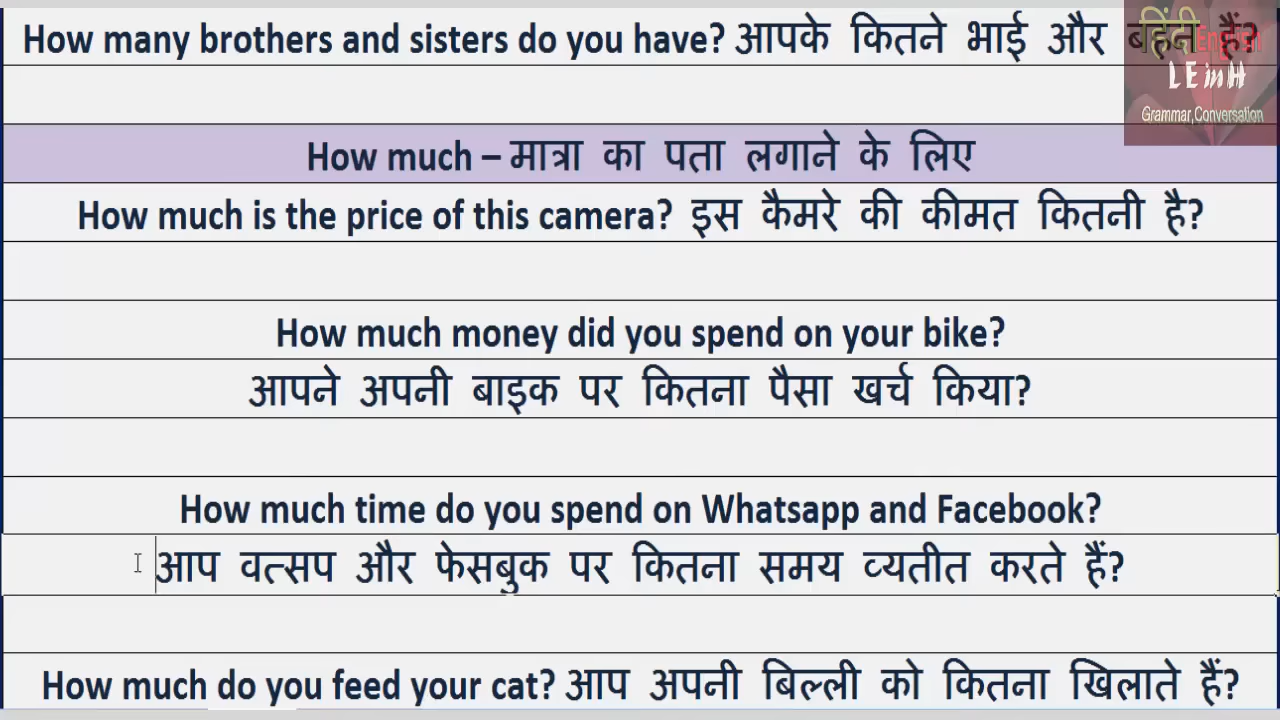 How many brothers and sisters do you have? आपके कितने भाई और बहिन हैं?
हिंदी English
L E in H
Grammar,Conversation
How much – मात्रा का पता लगाने के लिए
How much is the price of this camera? इस कैमरे की कीमत कितनी है?
How much money did you spend on your bike?
आपने अपनी बाइक पर कितना पैसा खर्च किया?
How much time do you spend on Whatsapp and Facebook?
आप वत्सप और फेसबुक पर कितना समय व्यतीत करते हैं?
How much do you feed your cat? आप अपनी बिल्ली को कितना खिलाते हैं?